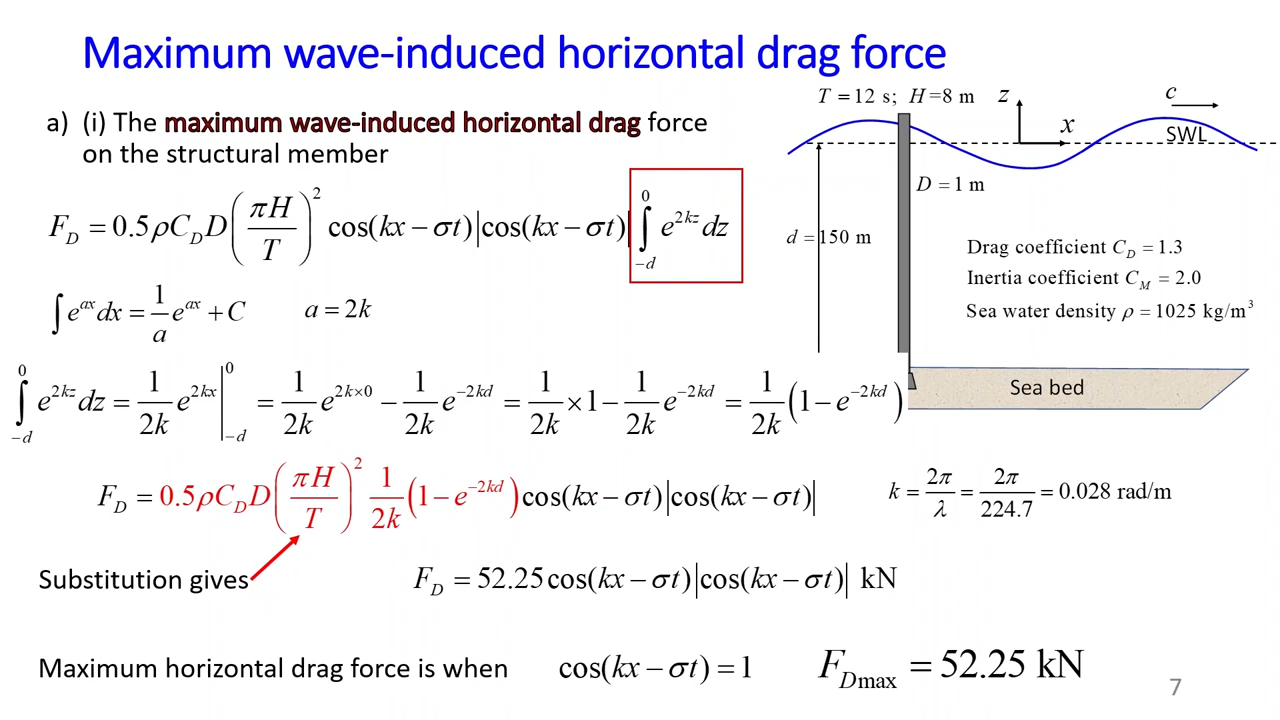 Maximum wave-induced horizontal drag force
a) (i) The maximum wave-induced horizontal drag force
on the structural member
T = 12 s; H =8 m
z
x
c
SWL
D = 1 m
d = 150 m
Drag coefficient C_D = 1.3
Inertia coefficient C_M = 2.0
Sea water density ρ = 1025 kg/m³
Sea bed
F_D = 0.5ρC_D D(πH/T)² cos(kx − σt)|cos(kx − σt)| ∫_{−d}^{0} e^{2kz} dz
∫ e^{ax} dx = (1/a) e^{ax} + C    a = 2k
∫_{−d}^{0} e^{2kz} dz = (1/2k) e^{2kx} |_{−d}^{0} = (1/2k) e^{2k×0} − (1/2k) e^{−2kd} = (1/2k) × 1 − (1/2k) e^{−2kd} = (1/2k)(1 − e^{−2kd})
F_D = 0.5ρC_D D(πH/T)² (1/2k)(1 − e^{−2kd}) cos(kx − σt)|cos(kx − σt)|
k = 2π/λ = 2π/224.7 = 0.028 rad/m
Substitution gives
F_D = 52.25 cos(kx − σt)|cos(kx − σt)| kN
Maximum horizontal drag force is when cos(kx − σt) = 1 F_{Dmax} = 52.25 kN
7